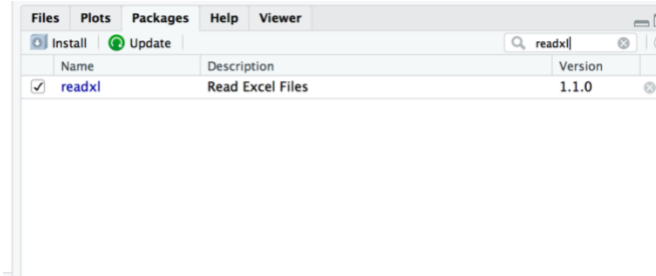 Files Plots Packages Help Viewer
Install Update readxl
Name Description Version
readxl Read Excel Files 1.1.0